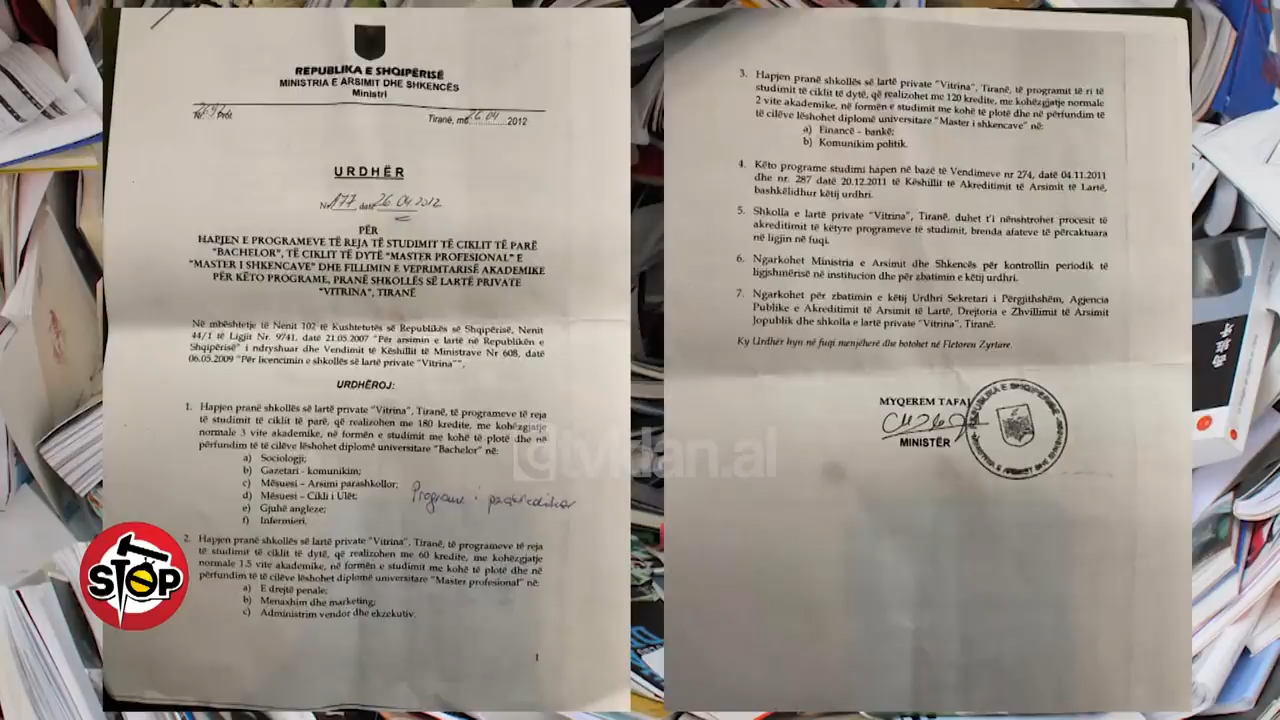 REPUBLIKA E SHQIPËRISË
MINISTRIA E ARSIMIT DHE SHKENCËS
Ministri
Nr. Prot.
Tiranë, më 26.04 2012
URDHËR
Nr. 177 datë 26 04 2012
PËR
HAPJEN E PROGRAMEVE TË REJA TË STUDIMIT TË CIKLIT TË PARË
"BACHELOR", TË CIKLIT TË DYTË "MASTER PROFESIONAL" E
"MASTER I SHKENCAVE" DHE FILLIMIN E VEPRIMTARISË AKADEMIKE
PËR KËTO PROGRAME, PRANË SHKOLLËS SË LARTË PRIVATE
"VITRINA", TIRANË
Në mbështetje të Nenit 102 të Kushtetutës së Republikës së Shqipërisë, Nenit
44/1 të Ligjit Nr. 9741, datë 21.05.2007 "Për arsimin e lartë në Republikën e
Shqipërisë" i ndryshuar dhe Vendimit të Këshillit të Ministrave Nr 608, datë
06.05.2009 "Për licencimin e shkollës së lartë private "Vitrina"",
URDHËROJ:
1. Hapjen pranë shkollës së lartë private "Vitrina", Tiranë, të programeve të reja
të studimit të ciklit të parë, që realizohen me 180 kredite, me kohëzgjatje
normale 3 vite akademike, në formën e studimit me kohë të plotë dhe në
përfundim të të cilëve lëshohet diplomë universitare "Bachelor" në:
a) Sociologji;
b) Gazetari - komunikim;
c) Mësuesi – Arsimi parashkollor;
d) Mësuesi – Cikli i Ulët;
e) Gjuhë angleze;
f) Infermieri.
Programe i
2. Hapjen pranë shkollës së lartë private "Vitrina", Tiranë, të programeve të reja
të studimit të ciklit të dytë, që realizohen me 60 kredite, me kohëzgjatje
normale 1.5 vite akademike, në formën e studimit me kohë të plotë dhe në
përfundim të të cilëve lëshohet diplomë universitare "Master profesional" në:
a) E drejtë penale;
b) Menaxhim dhe marketing;
c) Administrim vendor dhe ekzekutiv.
1
3. Hapjen pranë shkollës së lartë private "Vitrina", Tiranë, të programit të ri të
studimit të ciklit të dytë, që realizohet me 120 kredite, me kohëzgjatje normale
2 vite akademike, në formën e studimit me kohë të plotë dhe në përfundim të
të cilëve lëshohet diplomë universitare "Master i shkencave" në:
a) Financë – bankë;
b) Komunikim politik.
4. Këto programe studimi hapen në bazë të Vendimeve nr 274, datë 04.11.2011
dhe nr. 287 datë 20.12.2011 të Këshillit të Akreditimit të Arsimit të Lartë,
bashkëlidhur këtij urdhri.
5. Shkolla e lartë private "Vitrina", Tiranë, duhet t'i nënshtrohet procesit të
akreditimit të këtyre programeve të studimit, brenda afateve të përcaktuara
në ligjin në fuqi.
6. Ngarkohet Ministria e Arsimit dhe Shkencës për kontrollin periodik të
ligjshmërisë në institucion dhe për zbatimin e këtij urdhri.
7. Ngarkohet për zbatimin e këtij Urdhri Sekretari i Përgjithshëm, Agjencia
Publike e Akreditimit të Arsimit të Lartë, Drejtoria e Zhvillimit të Arsimit
Jopublik dhe shkolla e lartë private "Vitrina", Tiranë.
Ky Urdhër hyn në fuqi menjëherë dhe botohet në Fletoren Zyrtare.
MYQEREM TAFAJ
MINISTËR
REPUBLIKA E SHQIPËRISË
tvklan.al
STOP